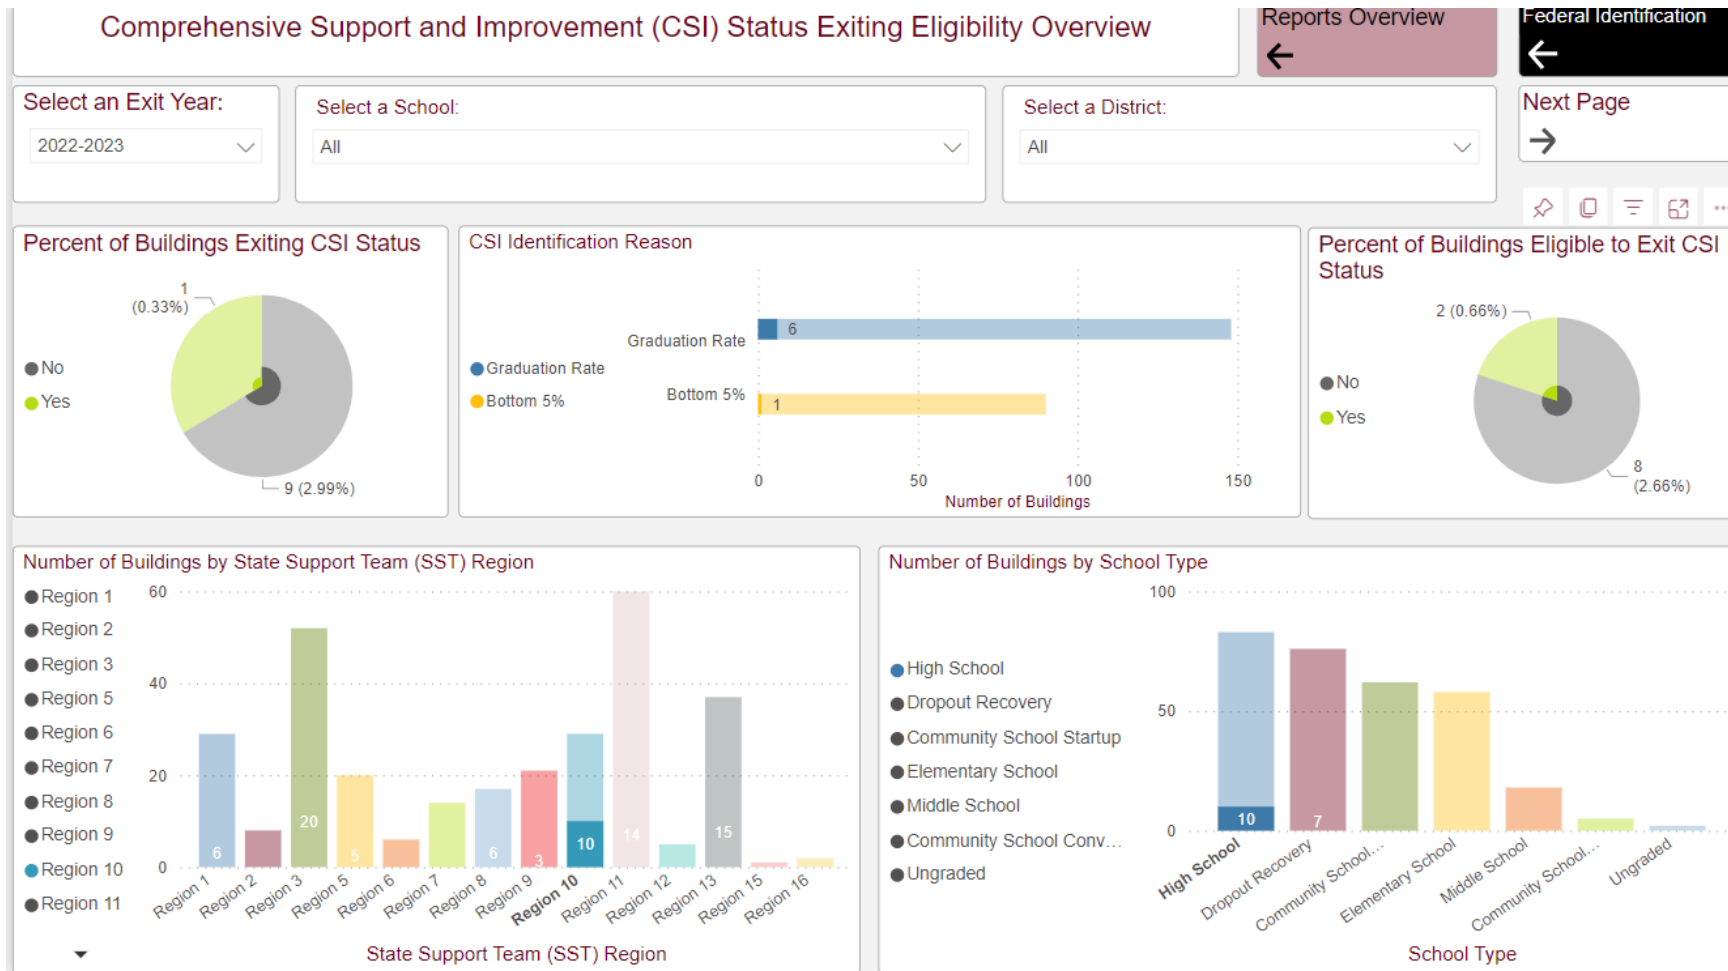 Comprehensive Support and Improvement (CSI) Status Exiting Eligibility Overview
Reports Overview
Federal Identification
Select an Exit Year:
2022-2023
Select a School:
All
Select a District:
All
Next Page
Percent of Buildings Exiting CSI Status
No
Yes
1
(0.33%)
9 (2.99%)
CSI Identification Reason
Graduation Rate
Bottom 5%
Graduation Rate
Bottom 5%
6
1
0
50
100
150
Number of Buildings
Percent of Buildings Eligible to Exit CSI
Status
No
Yes
2 (0.66%)
8
(2.66%)
Number of Buildings by State Support Team (SST) Region
Region 1
Region 2
Region 3
Region 5
Region 6
Region 7
Region 8
Region 9
Region 10
Region 11
60
40
20
0
6
20
5
6
3
10
14
15
Region 1
Region 2
Region 3
Region 5
Region 6
Region 7
Region 8
Region 9
Region 10
Region 11
Region 12
Region 13
Region 15
Region 16
State Support Team (SST) Region
Number of Buildings by School Type
High School
Dropout Recovery
Community School Startup
Elementary School
Middle School
Community School Conv...
Ungraded
100
50
0
10
7
High School
Dropout Recovery
Community School...
Elementary School
Middle School
Community School...
Ungraded
School Type